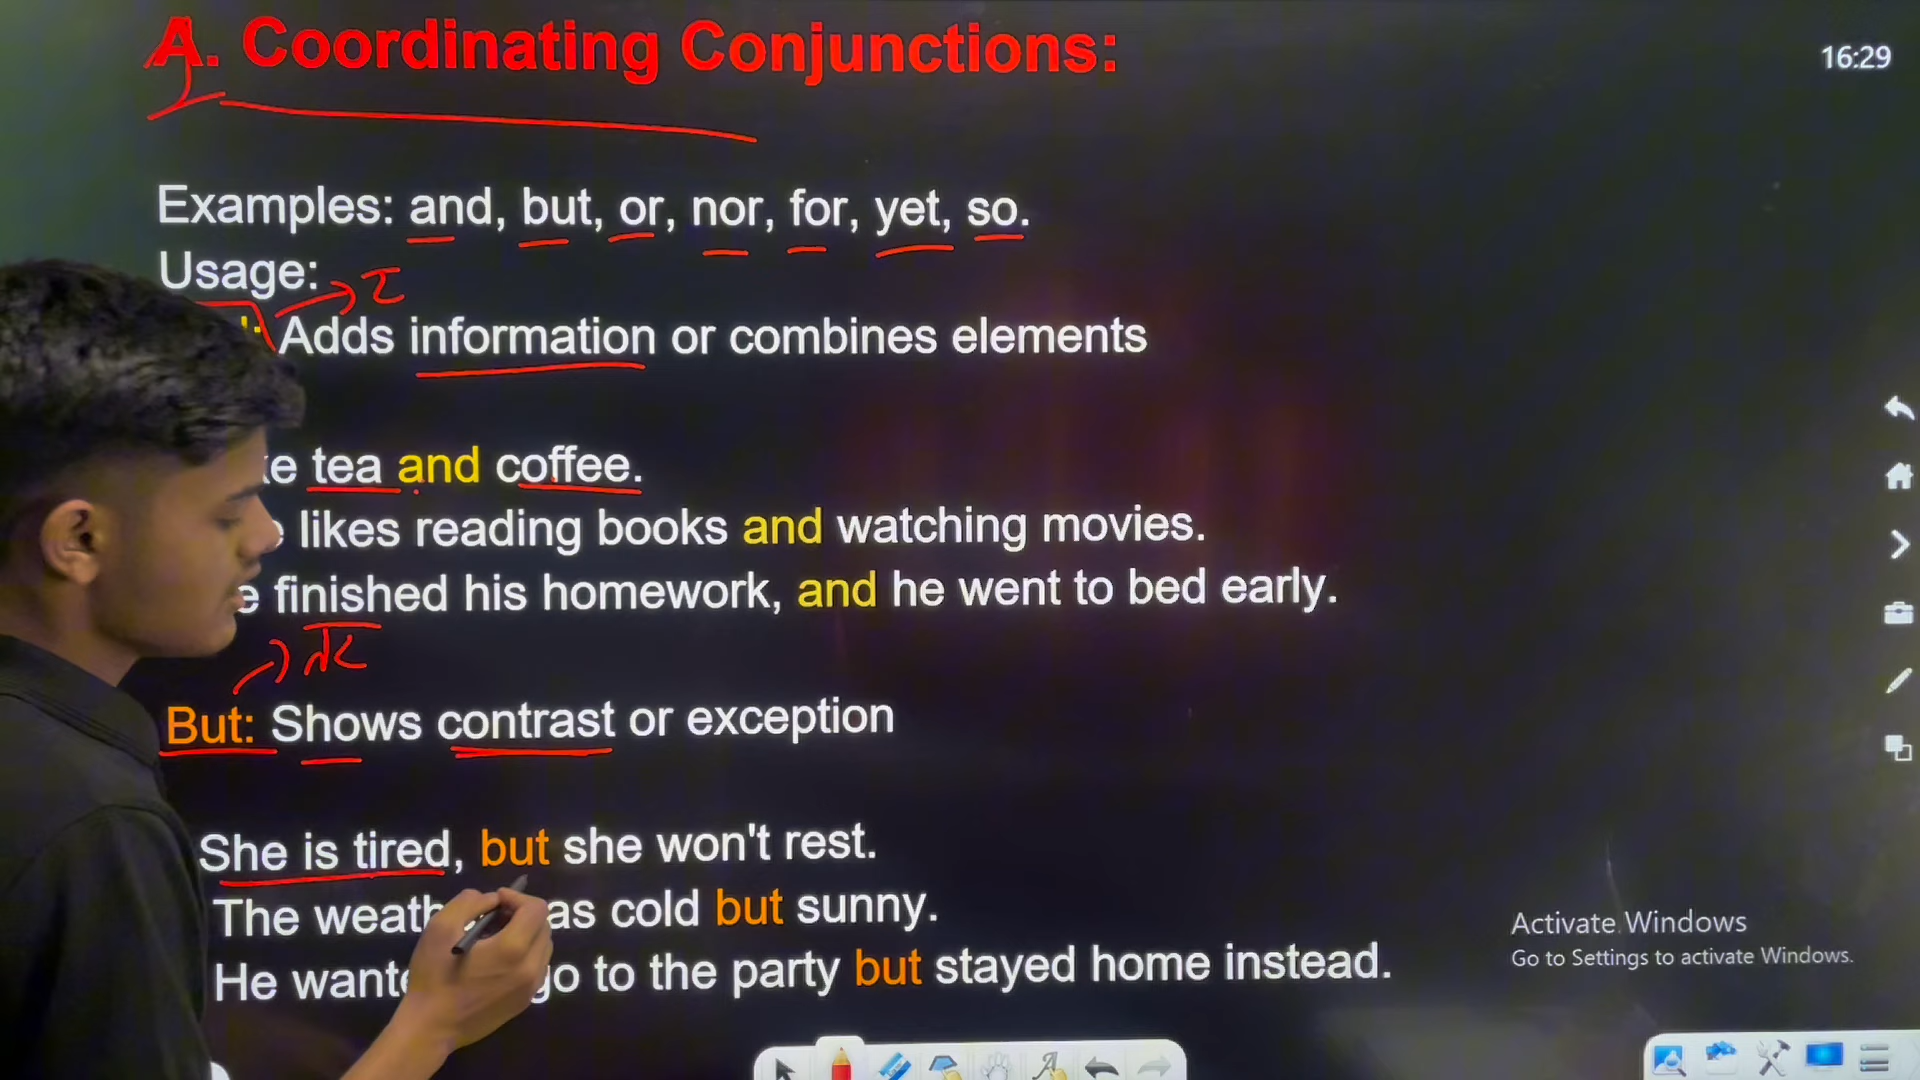 A. Coordinating Conjunctions:
16:29
Examples: and, but, or, nor, for, yet, so.
Usage:
Adds information or combines elements
tea and coffee.
likes reading books and watching movies.
finished his homework, and he went to bed early.
But: Shows contrast or exception
She is tired, but she won't rest.
The cold but sunny.
He go to the party but stayed home instead.
Activate Windows
Go to Settings to activate Windows.